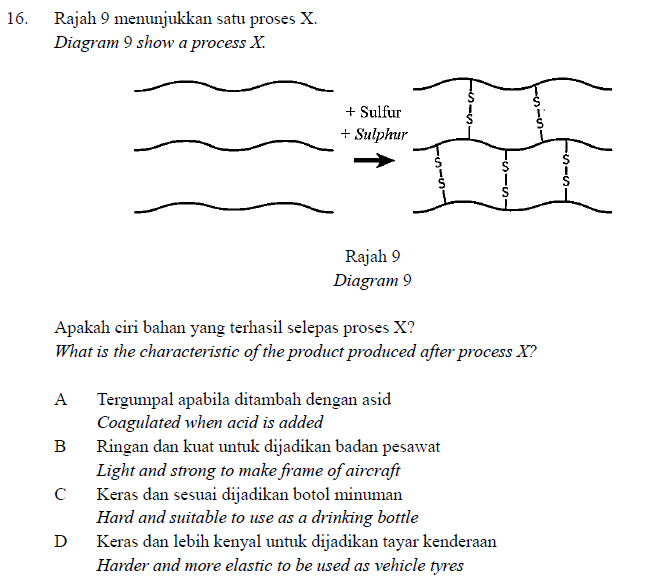 16. Rajah 9 menunjukkan satu proses X.
Diagram 9 show a process X.
+ Sulfur
+ Sulphur
S
S
S
S
S
S
S
S
S
S
Rajah 9
Diagram 9
Apakah ciri bahan yang terhasil selepas proses X?
What is the characteristic of the product produced after process X?
A Tergumpal apabila ditambah dengan asid
Coagulated when acid is added
B Ringan dan kuat untuk dijadikan badan pesawat
Light and strong to make frame of aircraft
C Keras dan sesuai dijadikan botol minuman
Hard and suitable to use as a drinking bottle
D Keras dan lebih kenyal untuk dijadikan tayar kenderaan
Harder and more elastic to be used as vehicle tyres